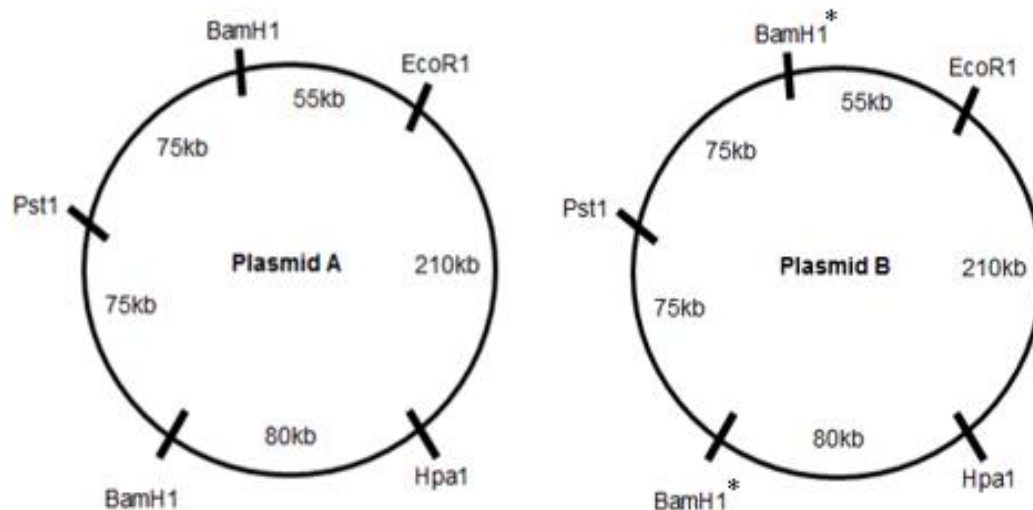 BamH1
EcoR1
55kb
75kb
Pst1
Plasmid A
210kb
75kb
80kb
Hpa1
BamH1
BamH1*
EcoR1
55kb
75kb
Pst1
Plasmid B
210kb
75kb
80kb
Hpa1
BamH1*